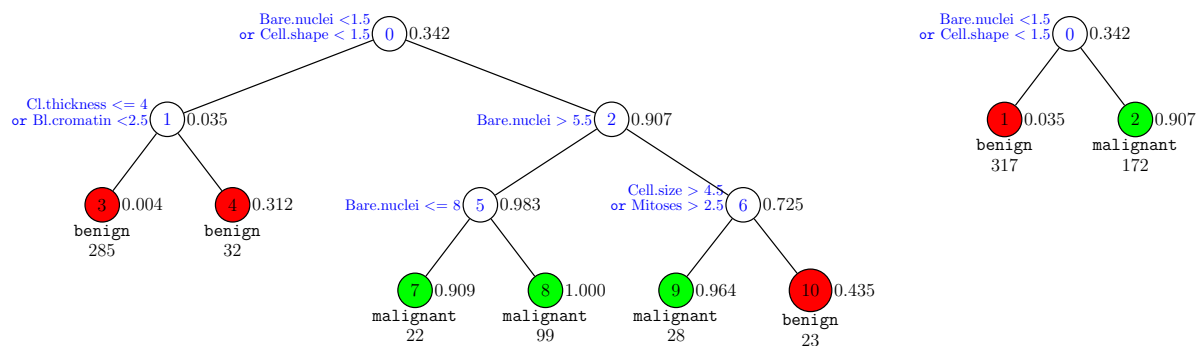 Bare.nuclei <1.5
or Cell.shape < 1.5
0
0.342
Cl.thickness <= 4
or Bl.cromatin <2.5
1
0.035
Bare.nuclei > 5.5
2
0.907
3
0.004
benign
285
4
0.312
benign
32
Bare.nuclei <= 8
5
0.983
Cell.size > 4.5
or Mitoses > 2.5
6
0.725
7
0.909
malignant
22
8
1.000
malignant
99
9
0.964
malignant
28
10
0.435
benign
23
Bare.nuclei <1.5
or Cell.shape < 1.5
0
0.342
1
0.035
benign
317
2
0.907
malignant
172